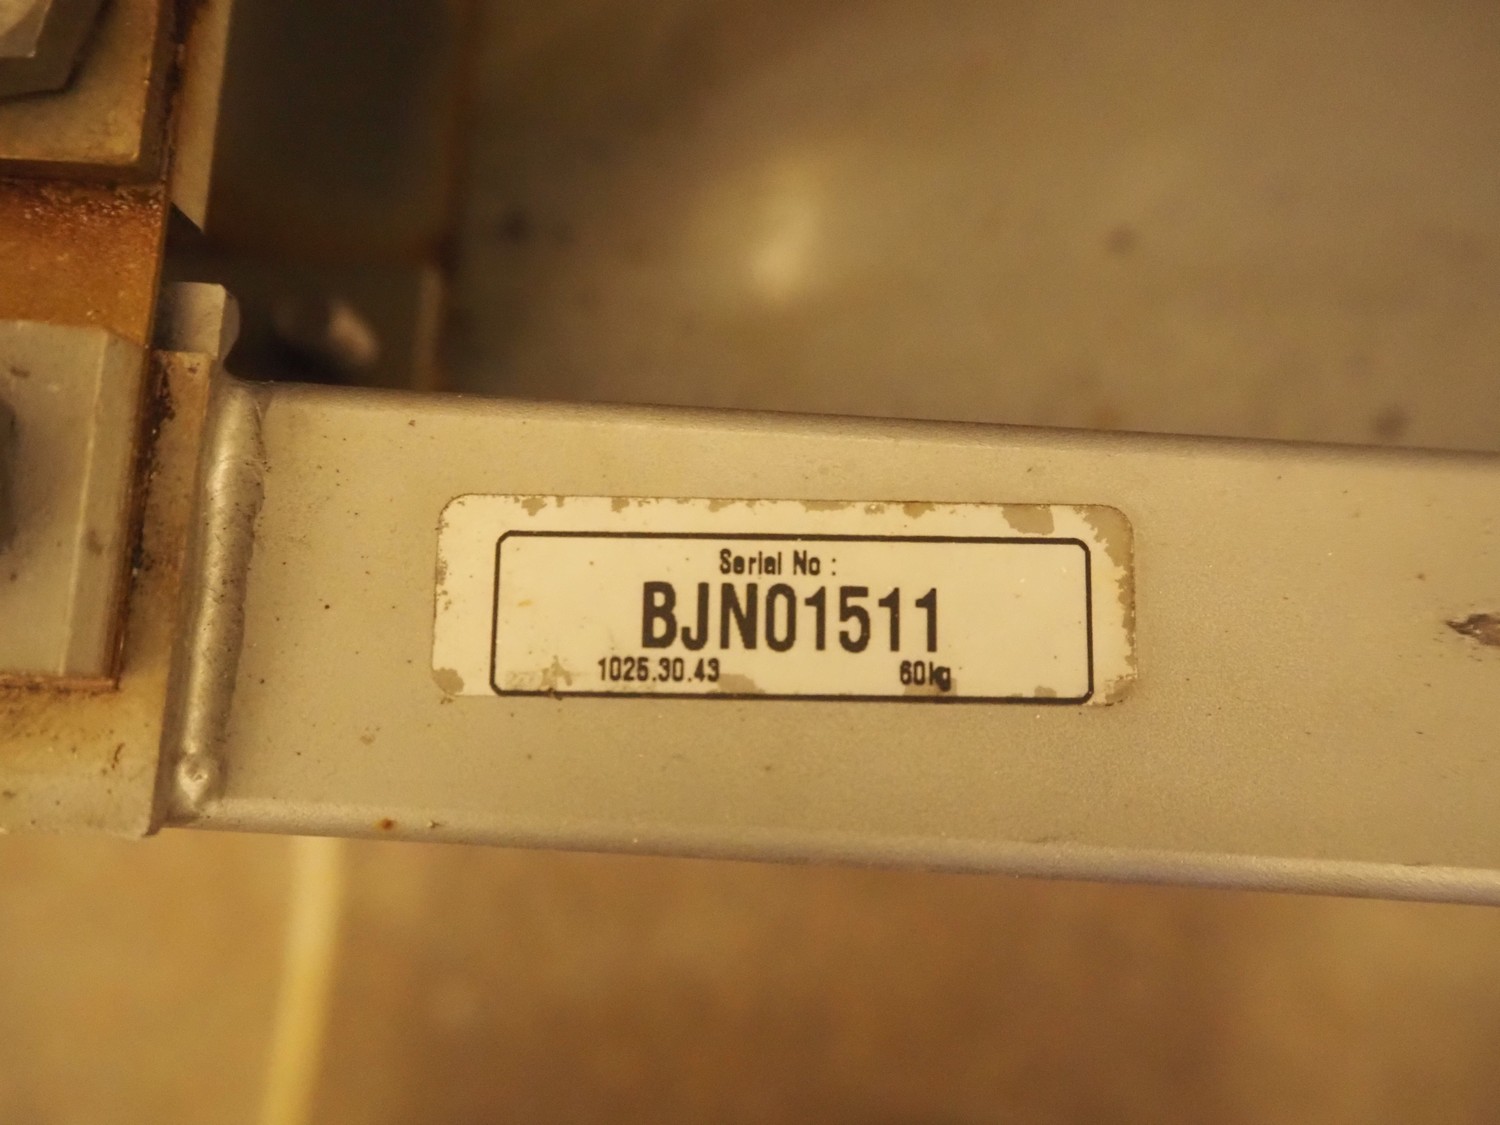 Serial No :
BJN01511
1025.30.43 60kg